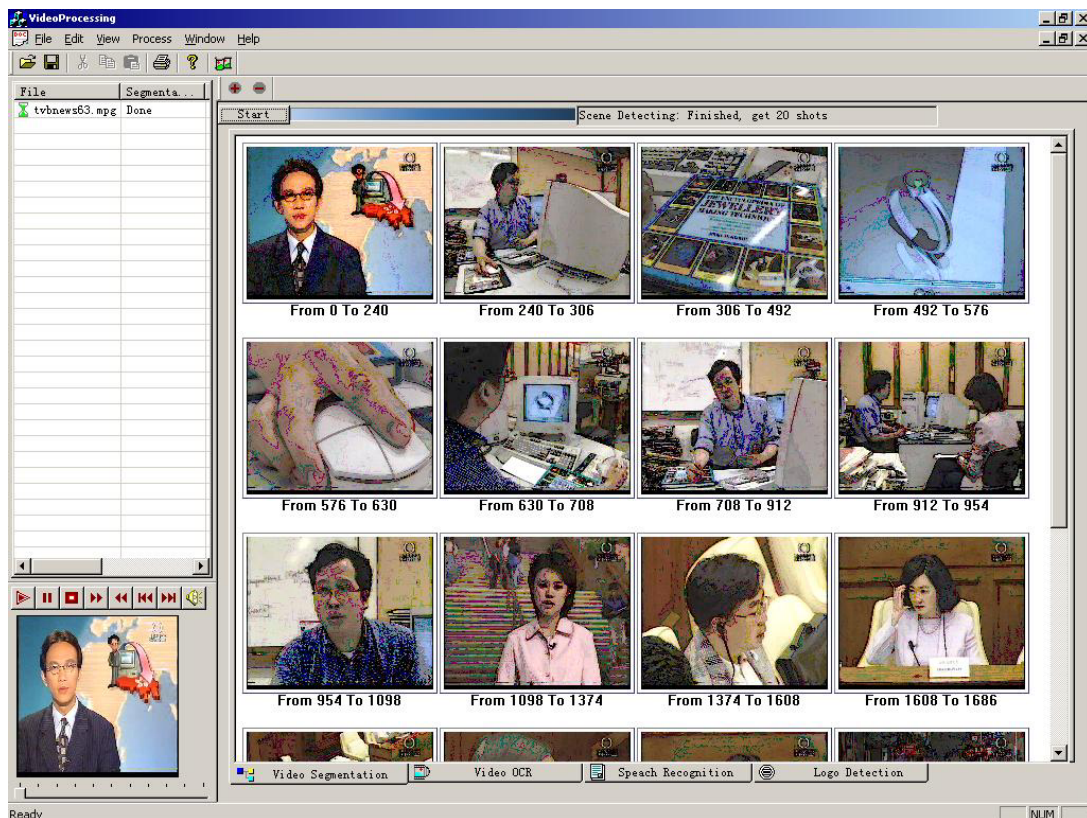 VideoProcessing
File Edit View Process Window Help
File Segmenta...
tvbnews63.mpg Done
Start Scene Detecting: Finished, get 20 shots
JEWELLERY
MAKING TECHNIQUES
From 0 To 240 From 240 To 306 From 306 To 492 From 492 To 576
From 576 To 630 From 630 To 708 From 708 To 912 From 912 To 954
From 954 To 1098 From 1098 To 1374 From 1374 To 1608 From 1608 To 1686
Video Segmentation Video OCR Speach Recognition Logo Detection
Ready NUM